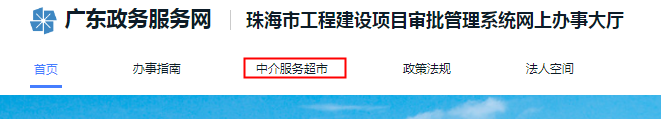 广东政务服务网 珠海市工程建设项目审批管理系统网上办事大厅
首页 办事指南 中介服务超市 政策法规 法人空间